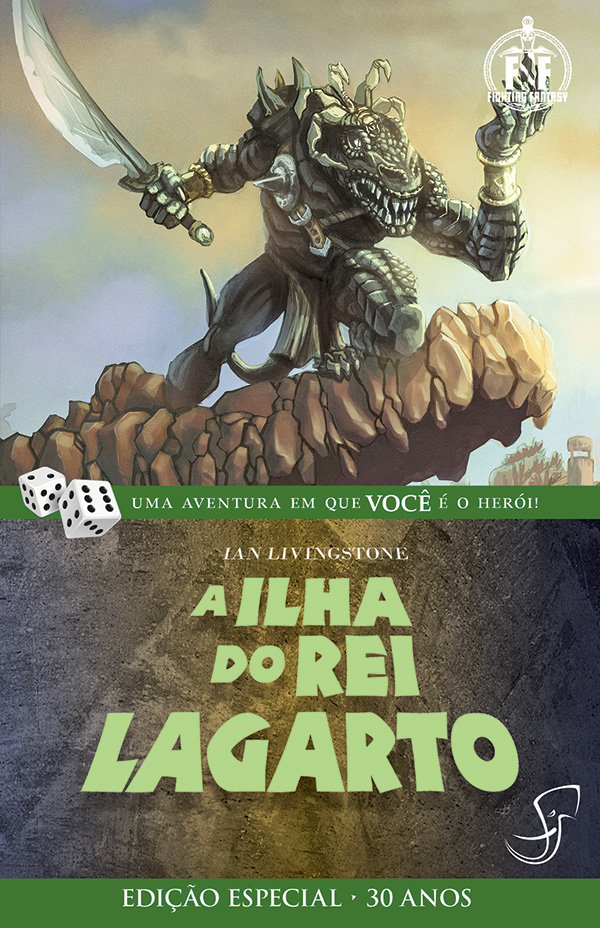 FF
FIGHTING FANTASY
UMA AVENTURA EM QUE VOCÊ É O HERÓI!
IAN LIVINGSTONE
A ILHA
DO REI
LAGARTO
EDIÇÃO ESPECIAL · 30 ANOS